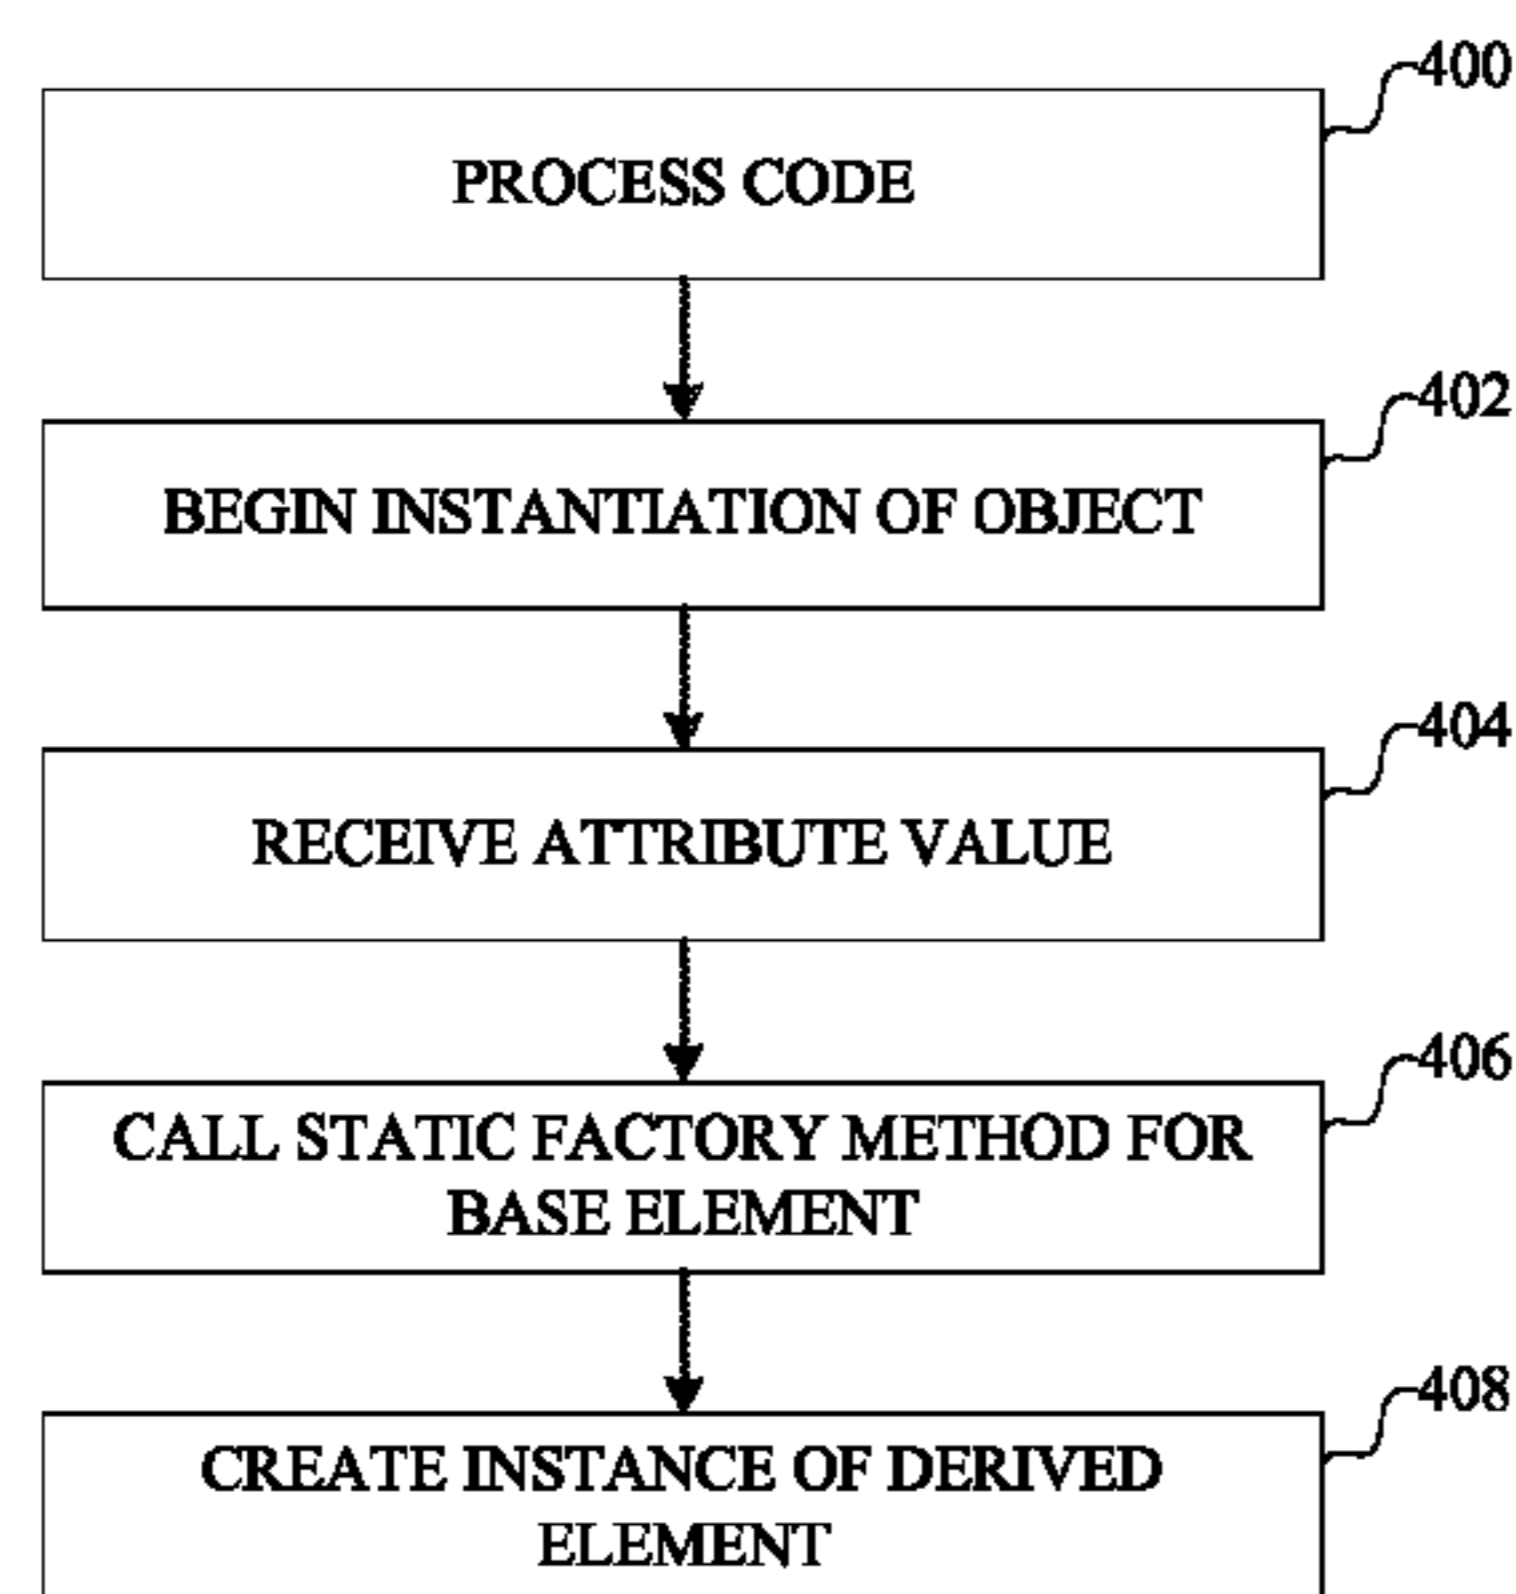 400
PROCESS CODE
402
BEGIN INSTANTIATION OF OBJECT
404
RECEIVE ATTRIBUTE VALUE
406
CALL STATIC FACTORY METHOD FOR
BASE ELEMENT
408
CREATE INSTANCE OF DERIVED
ELEMENT